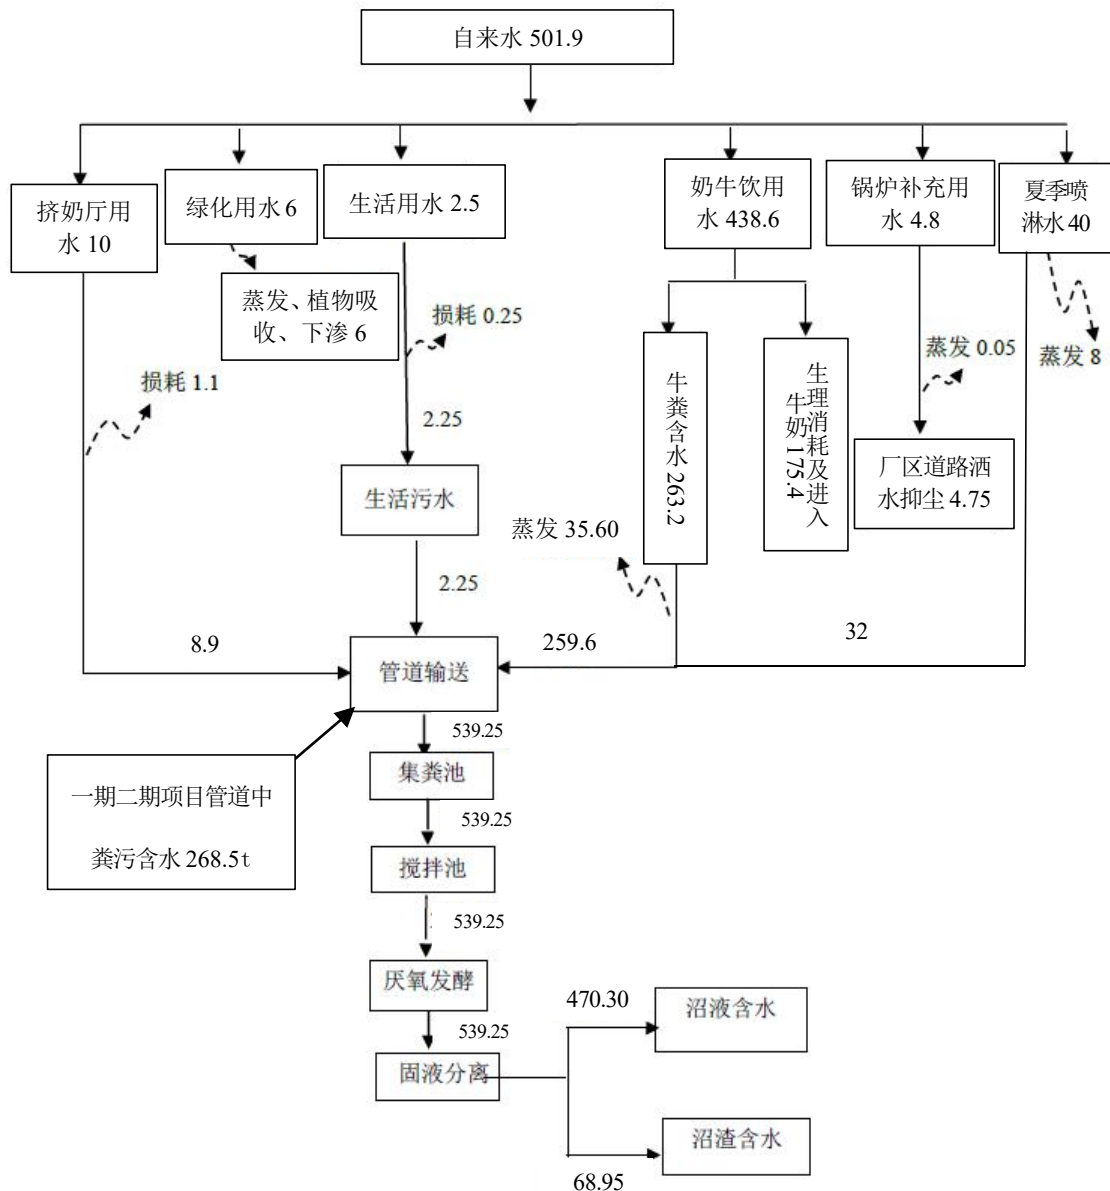 自来水 501.9
挤奶厅用
水 10
绿化用水 6
生活用水 2.5
奶牛饮用
水 438.6
锅炉补充用
水 4.8
夏季喷
淋水 40
蒸发、植物吸
收、下渗 6
损耗 0.25
损耗 1.1
2.25
牛粪含水 263.2
生理消耗及进入
牛奶 175.4
蒸发 0.05
蒸发 8
厂区道路洒
水抑尘 4.75
生活污水
蒸发 35.60
2.25
8.9
259.6
32
管道输送
539.25
一期二期项目管道中
粪污含水 268.5t
集粪池
539.25
搅拌池
539.25
厌氧发酵
539.25
固液分离
470.30
沼液含水
沼渣含水
68.95